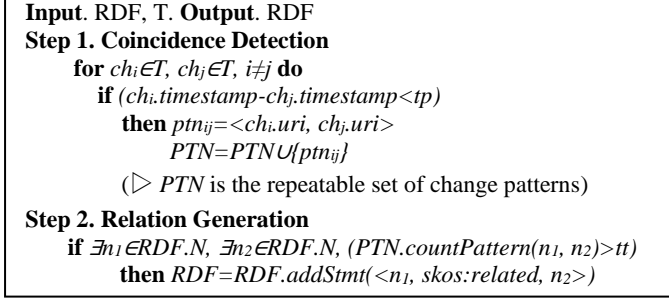 Input. RDF, T. Output. RDF
Step 1. Coincidence Detection
for chᵢ∈T, chⱼ∈T, i≠j do
if (chᵢ.timestamp-chⱼ.timestamp<tp)
then ptnᵢⱼ=<chᵢ.uri, chⱼ.uri>
PTN=PTN∪{ptnᵢⱼ}
(▷ PTN is the repeatable set of change patterns)
Step 2. Relation Generation
if ∃n₁∈RDF.N, ∃n₂∈RDF.N, (PTN.countPattern(n₁, n₂)>tt)
then RDF=RDF.addStmt(<n₁, skos:related, n₂>)